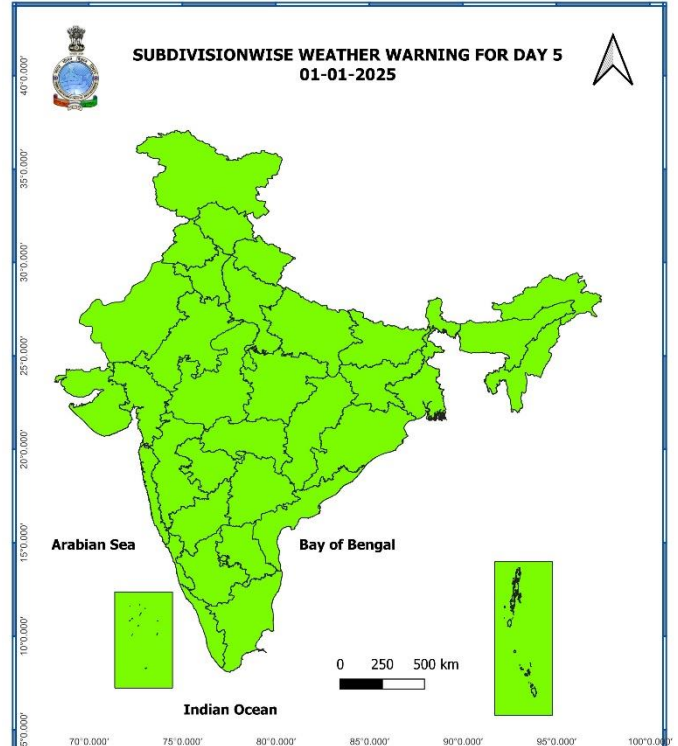 SUBDIVISIONWISE WEATHER WARNING FOR DAY 5
01-01-2025
40°0.000'
35°0.000'
30°0.000'
25°0.000'
20°0.000'
15°0.000'
10°0.000'
5°0.000'
Arabian Sea
Bay of Bengal
0 250 500 km
Indian Ocean
70°0.000' 75°0.000' 80°0.000' 85°0.000' 90°0.000' 95°0.000' 100°0.000'